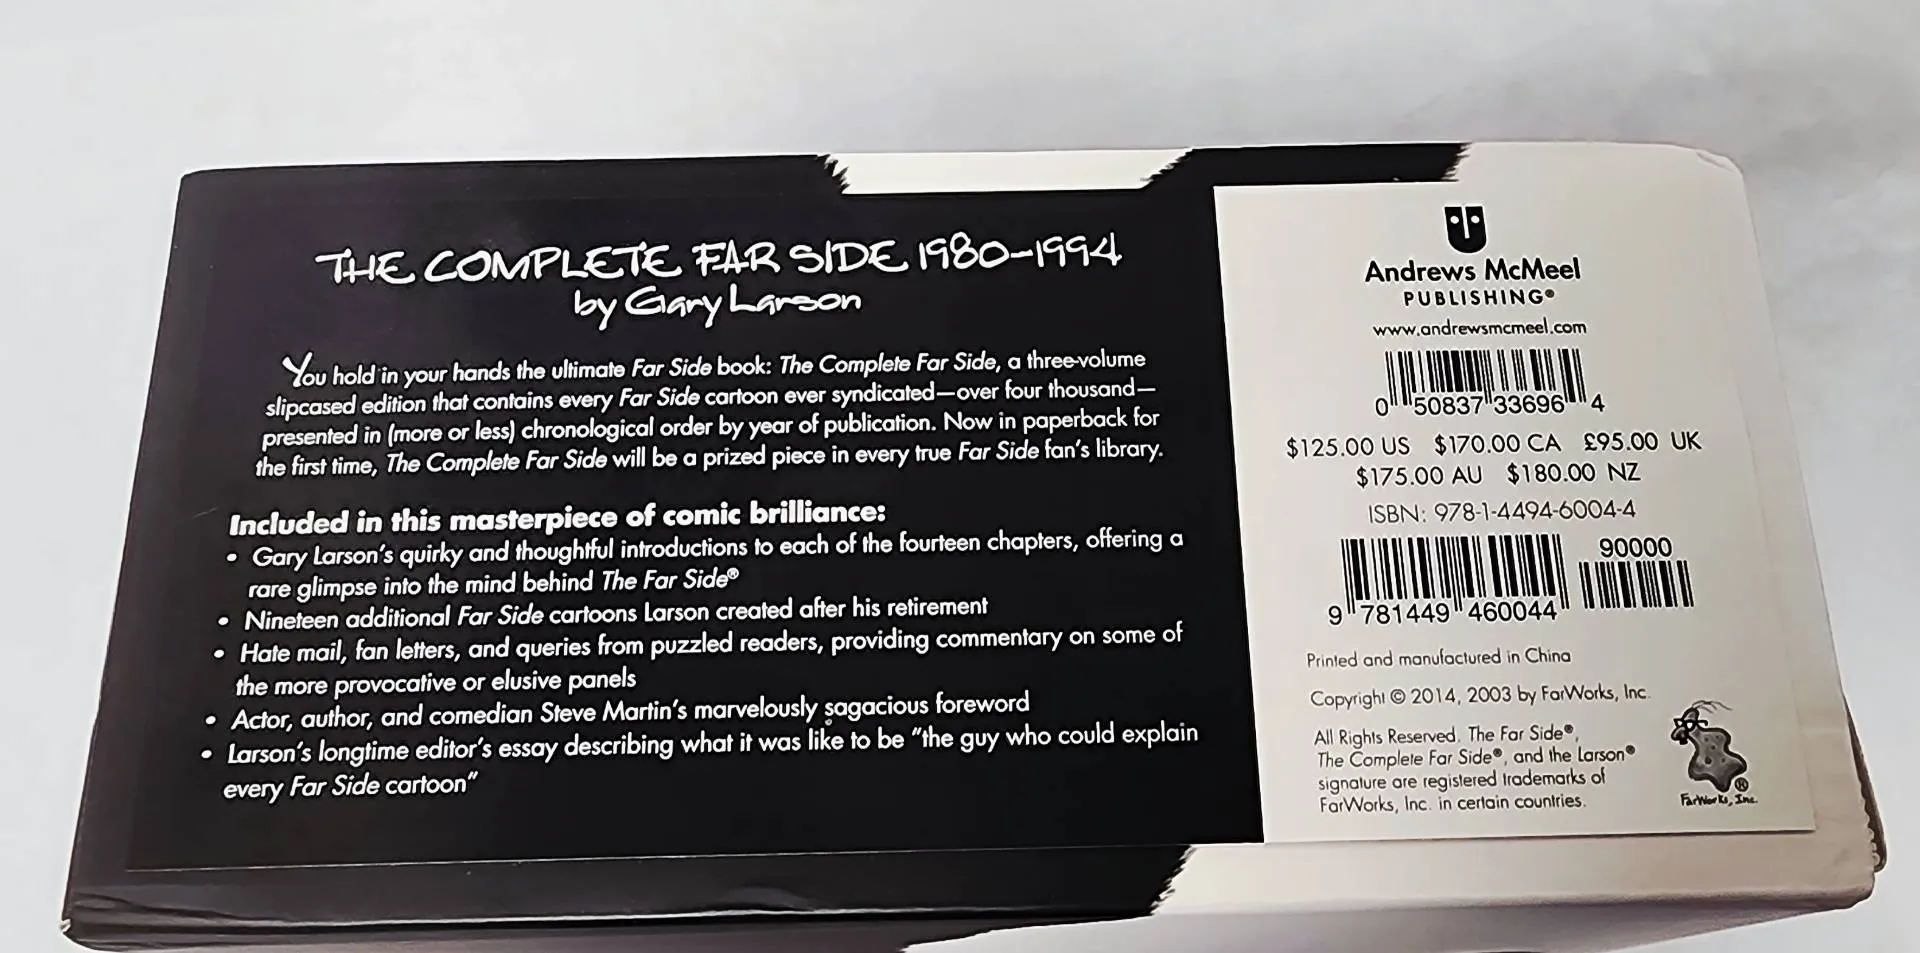 THE COMPLETE FAR SIDE 1980-1994
by Gary Larson
You hold in your hands the ultimate Far Side book: The Complete Far Side, a three-volume
slipcased edition that contains every Far Side cartoon ever syndicated—over four thousand—
presented in (more or less) chronological order by year of publication. Now in paperback for
the first time, The Complete Far Side will be a prized piece in every true Far Side fan's library.
Included in this masterpiece of comic brilliance:
• Gary Larson's quirky and thoughtful introductions to each of the fourteen chapters, offering a
rare glimpse into the mind behind The Far Side®
• Nineteen additional Far Side cartoons Larson created after his retirement
• Hate mail, fan letters, and queries from puzzled readers, providing commentary on some of
the more provocative or elusive panels
• Actor, author, and comedian Steve Martin's marvelously sagacious foreword
• Larson's longtime editor's essay describing what it was like to be "the guy who could explain
every Far Side cartoon"
Andrews McMeel
PUBLISHING®
www.andrewsmcmeel.com
0 50837 33696 4
$125.00 US $170.00 CA £95.00 UK
$175.00 AU $180.00 NZ
ISBN: 978-1-4494-6004-4
90000
9 781449 460044
Printed and manufactured in China
Copyright © 2014, 2003 by FarWorks, Inc.
All Rights Reserved. The Far Side®,
The Complete Far Side®, and the Larson®
signature are registered trademarks of
FarWorks, Inc. in certain countries.
®
FarWorks, Inc.